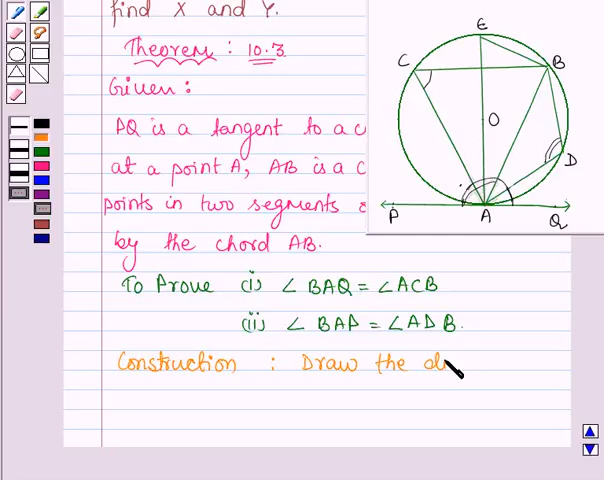 find X and Y.
Theorem : 10.3
Given :
PQ is a tangent to a c
at a point A, AB is a c
points in two segments
by the chord AB.
To Prove (i) ∠BAQ = ∠ACB
(ii) ∠BAP = ∠ADB.
Construction : Draw the
E
C
B
O
D
P
A
Q